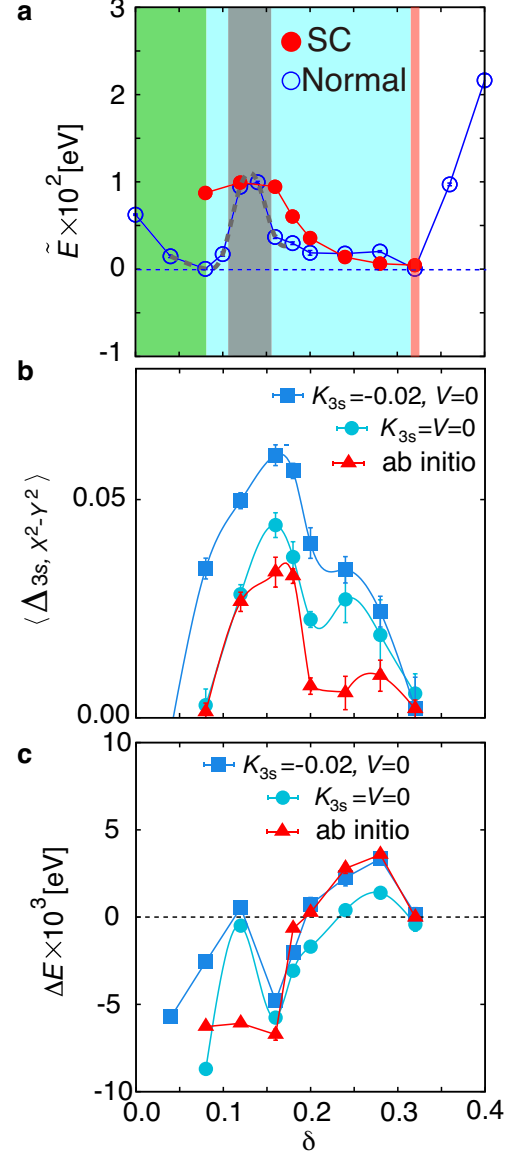 a
3
2
1
0
-1
Ẽ×10² [eV]
SC
Normal
b
K3s=-0.02, V=0
K3s=V=0
ab initio
0.05
0.00
⟨Δ3s, X²-Y²⟩
c
10
5
0
-5
-10
ΔE×10³ [eV]
K3s=-0.02, V=0
K3s=V=0
ab initio
0.0 0.1 0.2 0.3 0.4
δ